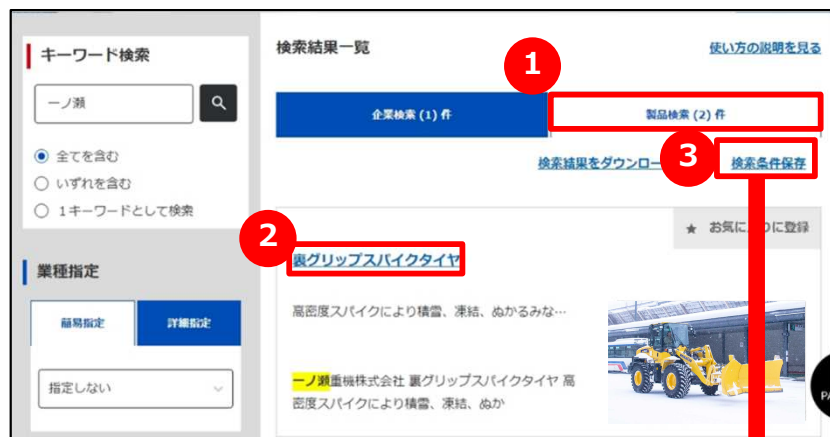 キーワード検索
一ノ瀬
全てを含む
いずれを含む
1キーワードとして検索
業種指定
簡易指定
詳細指定
指定しない
検索結果一覧
使い方の説明を見る
1
企業検索 (1) 件
製品検索 (2) 件
検索結果をダウンロー
3
検索条件保存
★ お気に に登録
2
裏グリップスパイクタイヤ
高密度スパイクにより積雪、凍結、ぬかるみな…
一ノ瀬重機株式会社 裏グリップスパイクタイヤ 高
密度スパイクにより積雪、凍結、ぬか
PA